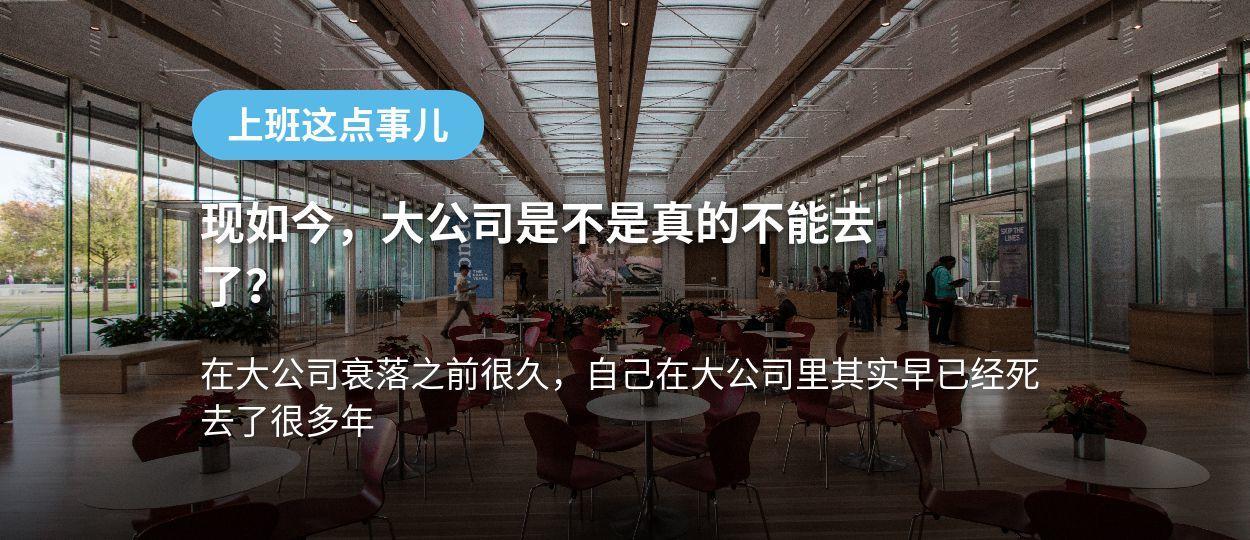 上班这点事儿
现如今，大公司是不是真的不能去
了？
在大公司衰落之前很久，自己在大公司里其实早已经死
去了很多年
SKIP THE
LINES